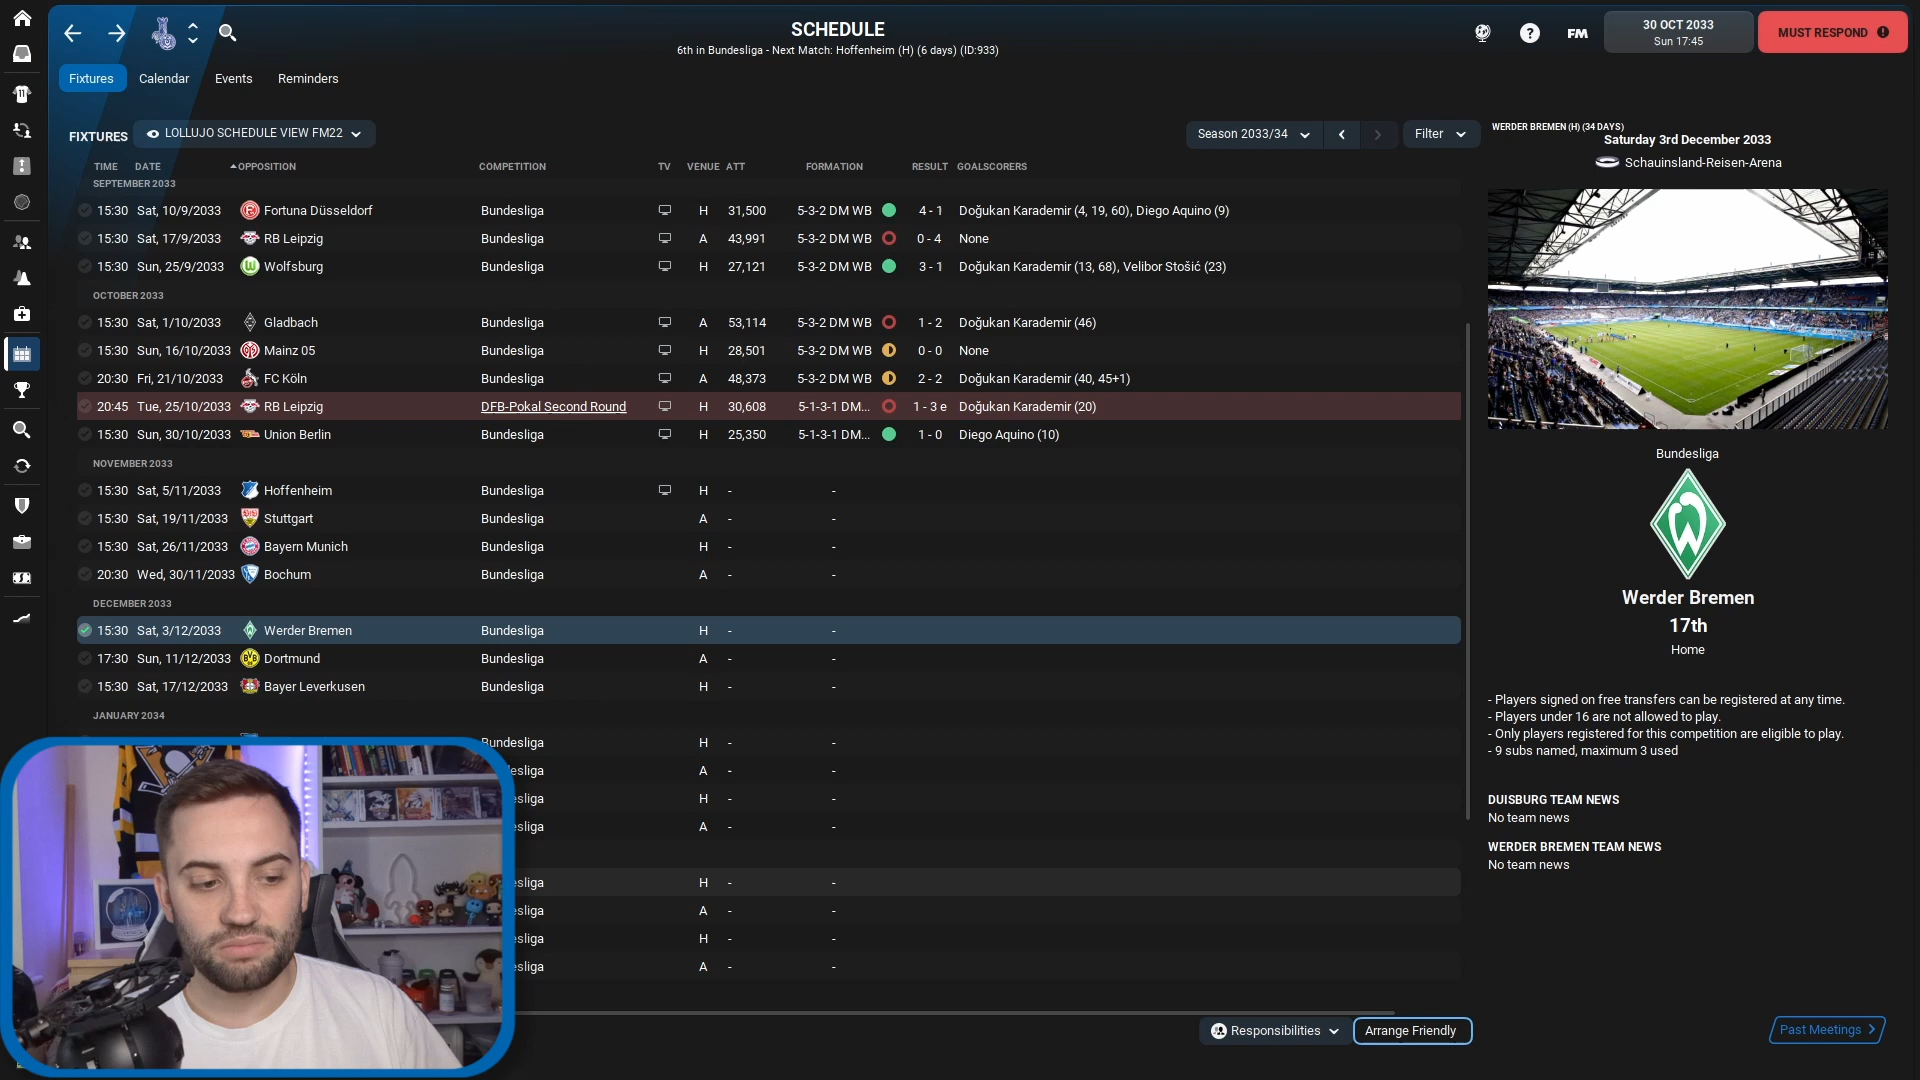 SCHEDULE
6th in Bundesliga - Next Match: Hoffenheim (H) (6 days) (ID:933)
FM
30 OCT 2033
Sun 17:45
MUST RESPOND
Fixtures Calendar Events Reminders
FIXTURES LOLLUJO SCHEDULE VIEW FM22 Season 2033/34 Filter
TIME DATE OPPOSITION COMPETITION TV VENUE ATT FORMATION RESULT GOALSCORERS
SEPTEMBER 2033
15:30 Sat, 10/9/2033 Fortuna Düsseldorf Bundesliga H 31,500 5-3-2 DM WB 4 - 1 Doğukan Karademir (4, 19, 60), Diego Aquino (9)
15:30 Sat, 17/9/2033 RB Leipzig Bundesliga A 43,991 5-3-2 DM WB 0 - 4 None
15:30 Sun, 25/9/2033 Wolfsburg Bundesliga H 27,121 5-3-2 DM WB 3 - 1 Doğukan Karademir (13, 68), Velibor Stošić (23)
OCTOBER 2033
15:30 Sat, 1/10/2033 Gladbach Bundesliga A 53,114 5-3-2 DM WB 1 - 2 Doğukan Karademir (46)
15:30 Sun, 16/10/2033 Mainz 05 Bundesliga H 28,501 5-3-2 DM WB 0 - 0 None
20:30 Fri, 21/10/2033 FC Köln Bundesliga A 48,373 5-3-2 DM WB 2 - 2 Doğukan Karademir (40, 45+1)
20:45 Tue, 25/10/2033 RB Leipzig DFB-Pokal Second Round H 30,608 5-1-3-1 DM... 1 - 3 e Doğukan Karademir (20)
15:30 Sun, 30/10/2033 Union Berlin Bundesliga H 25,350 5-1-3-1 DM... 1 - 0 Diego Aquino (10)
NOVEMBER 2033
15:30 Sat, 5/11/2033 Hoffenheim Bundesliga H - -
15:30 Sat, 19/11/2033 Stuttgart Bundesliga A - -
15:30 Sat, 26/11/2033 Bayern Munich Bundesliga H - -
20:30 Wed, 30/11/2033 Bochum Bundesliga A - -
DECEMBER 2033
15:30 Sat, 3/12/2033 Werder Bremen Bundesliga H - -
17:30 Sun, 11/12/2033 Dortmund Bundesliga A - -
15:30 Sat, 17/12/2033 Bayer Leverkusen Bundesliga H - -
JANUARY 2034
Bundesliga H - -
esliga A - -
esliga H - -
esliga A - -
esliga H - -
esliga A - -
esliga H - -
esliga A - -
Responsibilities Arrange Friendly
WERDER BREMEN (H) (34 DAYS)
Saturday 3rd December 2033
Schauinsland-Reisen-Arena
Bundesliga
Werder Bremen
17th
Home
- Players signed on free transfers can be registered at any time.
- Players under 16 are not allowed to play.
- Only players registered for this competition are eligible to play.
- 9 subs named, maximum 3 used
DUISBURG TEAM NEWS
No team news
WERDER BREMEN TEAM NEWS
No team news
Past Meetings